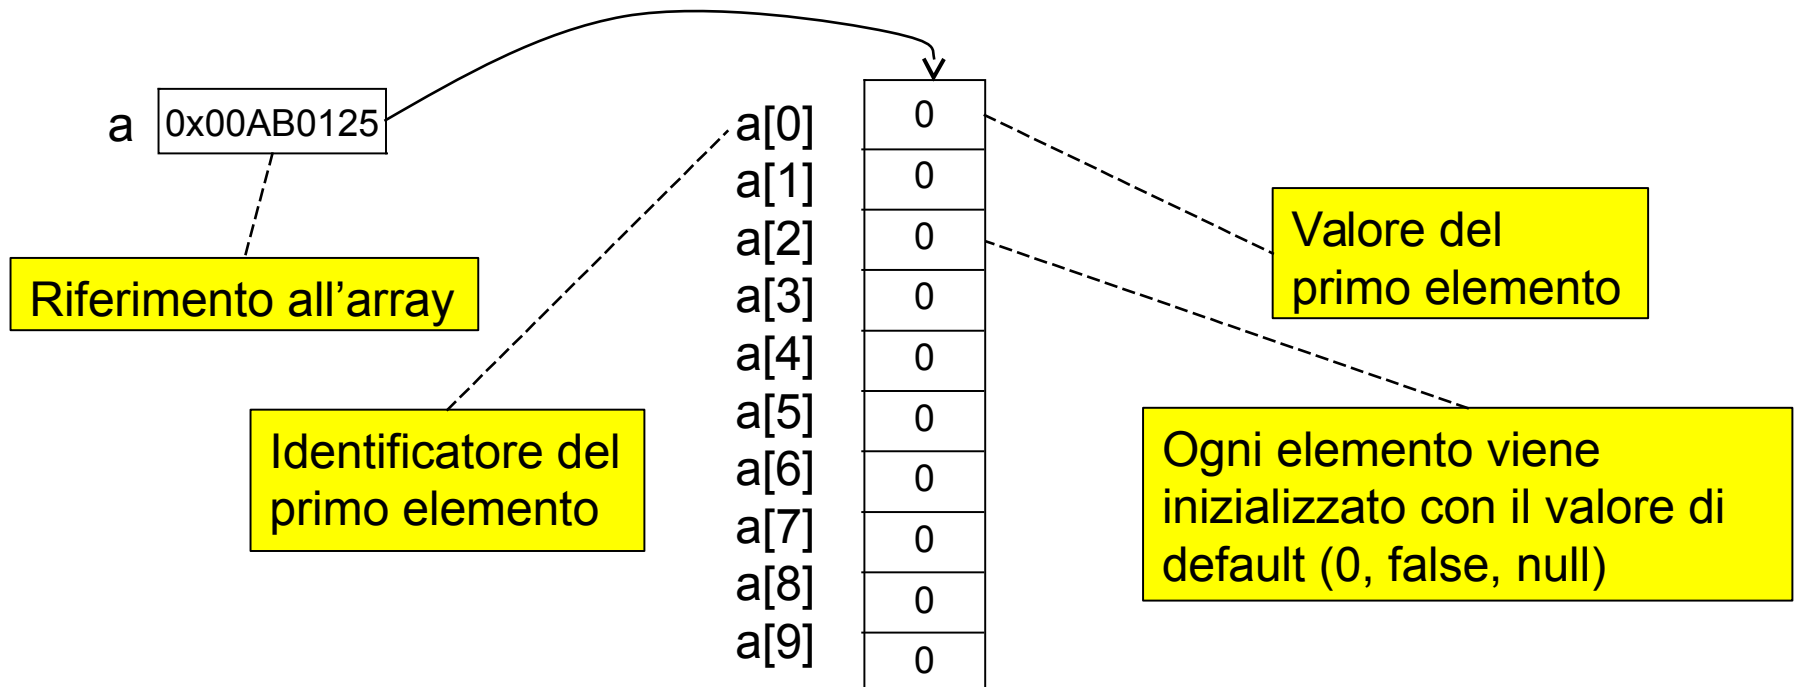 a
0x00AB0125
Riferimento all’array
Identificatore del
primo elemento
a[0]
0
a[1]
0
a[2]
0
a[3]
0
a[4]
0
a[5]
0
a[6]
0
a[7]
0
a[8]
0
a[9]
0
Valore del
primo elemento
Ogni elemento viene
inizializzato con il valore di
default (0, false, null)